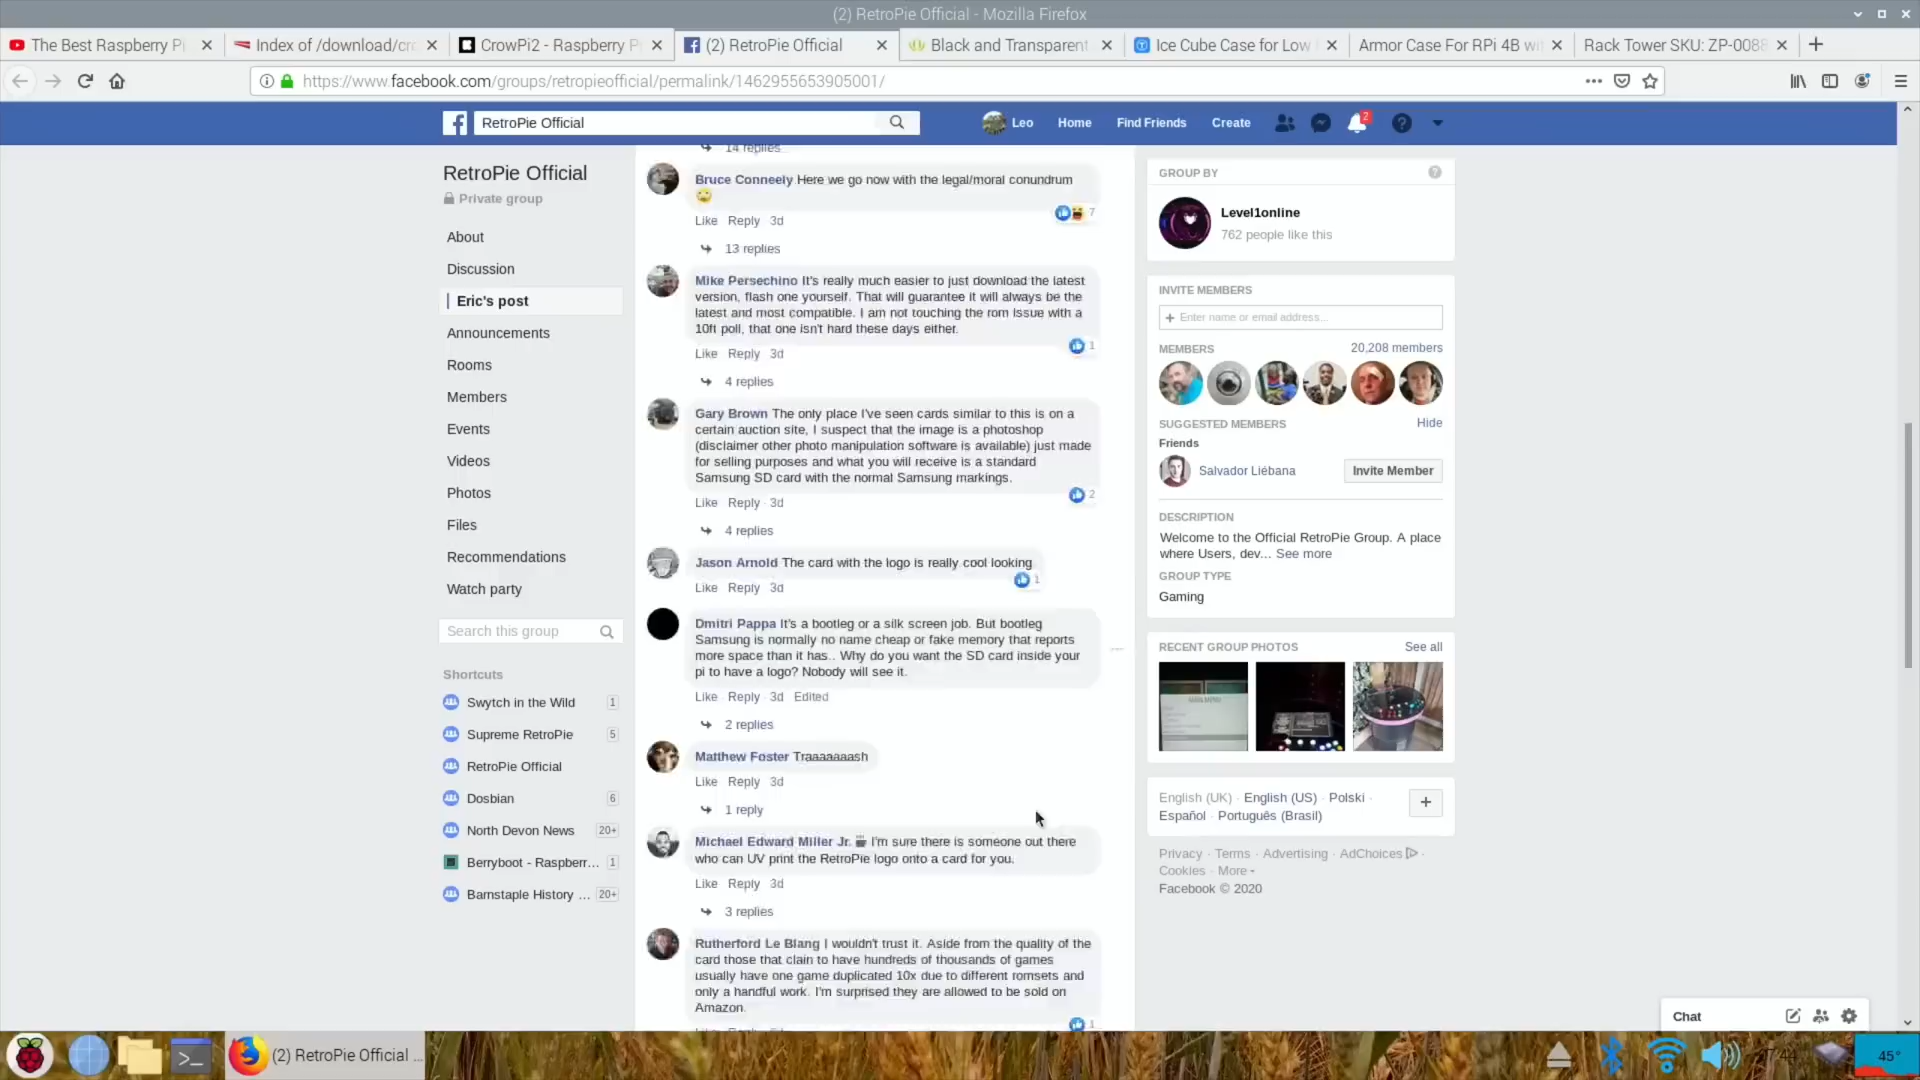 (2) RetroPie Official - Mozilla Firefox
The Best Raspberry Pi
Index of /download/cro
CrowPi2 - Raspberry P
(2) RetroPie Official
Black and Transparent
Ice Cube Case for Low
Armor Case For RPi 4B wi
Rack Tower SKU: ZP-0088
https://www.facebook.com/groups/retropieofficial/permalink/1462955653905001/
RetroPie Official
Leo
Home
Find Friends
Create
2
RetroPie Official
Private group
About
Discussion
Eric's post
Announcements
Rooms
Members
Events
Videos
Photos
Files
Recommendations
Watch party
Search this group
Shortcuts
Swytch in the Wild 1
Supreme RetroPie 5
RetroPie Official
Dosbian 6
North Devon News 20+
Berryboot - Raspberr... 1
Barnstaple History ... 20+
14 replies
Bruce Conneely Here we go now with the legal/moral conundrum
🙄
7
Like Reply 3d
13 replies
Mike Persechino It's really much easier to just download the latest
version, flash one yourself. That will guarantee it will always be the
latest and most compatible. I am not touching the rom issue with a
10ft poll, that one isn't hard these days either.
1
Like Reply 3d
4 replies
Gary Brown The only place I've seen cards similar to this is on a
certain auction site, I suspect that the image is a photoshop
(disclaimer other photo manipulation software is available) just made
for selling purposes and what you will receive is a standard
Samsung SD card with the normal Samsung markings.
2
Like Reply · 3d
4 replies
Jason Arnold The card with the logo is really cool looking
1
Like Reply 3d
Dmitri Pappa It's a bootleg or a silk screen job. But bootleg
Samsung is normally no name cheap or fake memory that reports
more space than it has.. Why do you want the SD card inside your
pi to have a logo? Nobody will see it.
Like · Reply · 3d Edited
2 replies
Matthew Foster Traaaaaaash
Like Reply 3d
1 reply
Michael Edward Miller Jr. I'm sure there is someone out there
who can UV print the RetroPie logo onto a card for you.
Like Reply 3d
3 replies
Rutherford Le Blang I wouldn't trust it. Aside from the quality of the
card those that clain to have hundreds of thousands of games
usually have one game duplicated 10x due to different romsets and
only a handful work. I'm surprised they are allowed to be sold on
Amazon.
1
GROUP BY
Level1online
762 people like this
INVITE MEMBERS
+ Enter name or email address...
MEMBERS 20,208 members
SUGGESTED MEMBERS Hide
Friends
Salvador Liébana
Invite Member
DESCRIPTION
Welcome to the Official RetroPie Group. A place
where Users, dev... See more
GROUP TYPE
Gaming
RECENT GROUP PHOTOS See all
English (UK) · English (US) · Polski ·
Español · Português (Brasil)
Privacy · Terms · Advertising · AdChoices ·
Cookies · More
Facebook © 2020
Chat
(2) RetroPie Official ...
45°